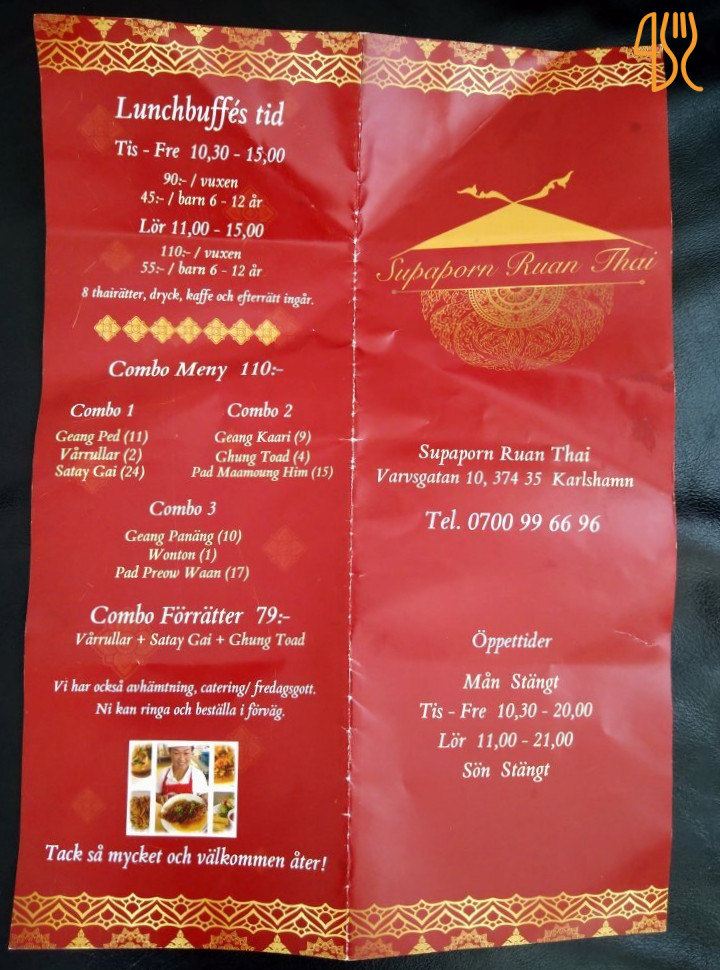 Lunchbuffés tid
Tis - Fre 10,30 - 15,00
90:- / vuxen
45:- / barn 6 - 12 år
Lör 11,00 - 15,00
110:- / vuxen
55:- / barn 6 - 12 år
8 thairätter, dryck, kaffe och efterrätt ingår.
Combo Meny 110:-
Combo 1
Geang Ped (11)
Vårrullar (2)
Satay Gai (24)
Combo 2
Geang Kaari (9)
Ghung Toad (4)
Pad Maamoung Him (15)
Combo 3
Geang Panäng (10)
Wonton (1)
Pad Preow Waan (17)
Combo Förrätter 79:-
Vårrullar + Satay Gai + Ghung Toad
Vi har också avhämtning, catering/ fredagsgott.
Ni kan ringa och beställa i förväg.
Tack så mycket och välkommen åter!
Supaporn Ruan Thai
Supaporn Ruan Thai
Varvsgatan 10, 374 35 Karlshamn
Tel. 0700 99 66 96
Öppettider
Mån Stängt
Tis - Fre 10,30 - 20,00
Lör 11,00 - 21,00
Sön Stängt